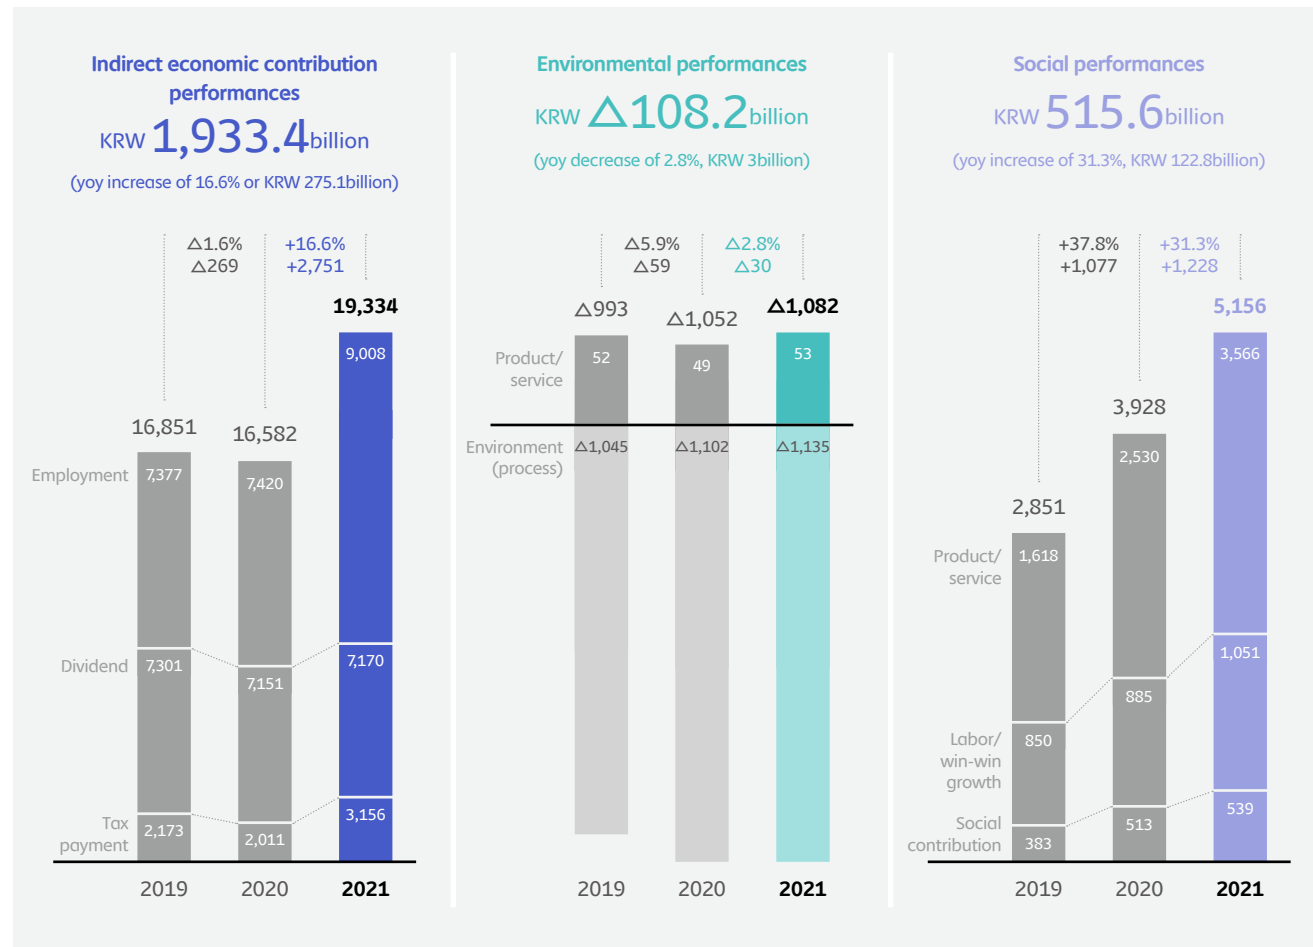 Indirect economic contribution
performances
KRW 1,933.4billion
(yoy increase of 16.6% or KRW 275.1billion)
△1.6%
△269
+16.6%
+2,751
19,334
16,851
16,582
Employment
7,377
7,420
9,008
Dividend
7,301
7,151
7,170
Tax
payment
2,173
2,011
3,156
2019
2020
2021
Environmental performances
KRW △108.2billion
(yoy decrease of 2.8%, KRW 3billion)
△5.9%
△59
△2.8%
△30
△993
△1,052
△1,082
Product/
service
52
49
53
Environment
(process)
△1,045
△1,102
△1,135
2019
2020
2021
Social performances
KRW 515.6billion
(yoy increase of 31.3%, KRW 122.8billion)
+37.8%
+1,077
+31.3%
+1,228
5,156
3,928
2,851
Product/
service
1,618
2,530
3,566
Labor/
win-win
growth
850
885
1,051
Social
contribution
383
513
539
2019
2020
2021